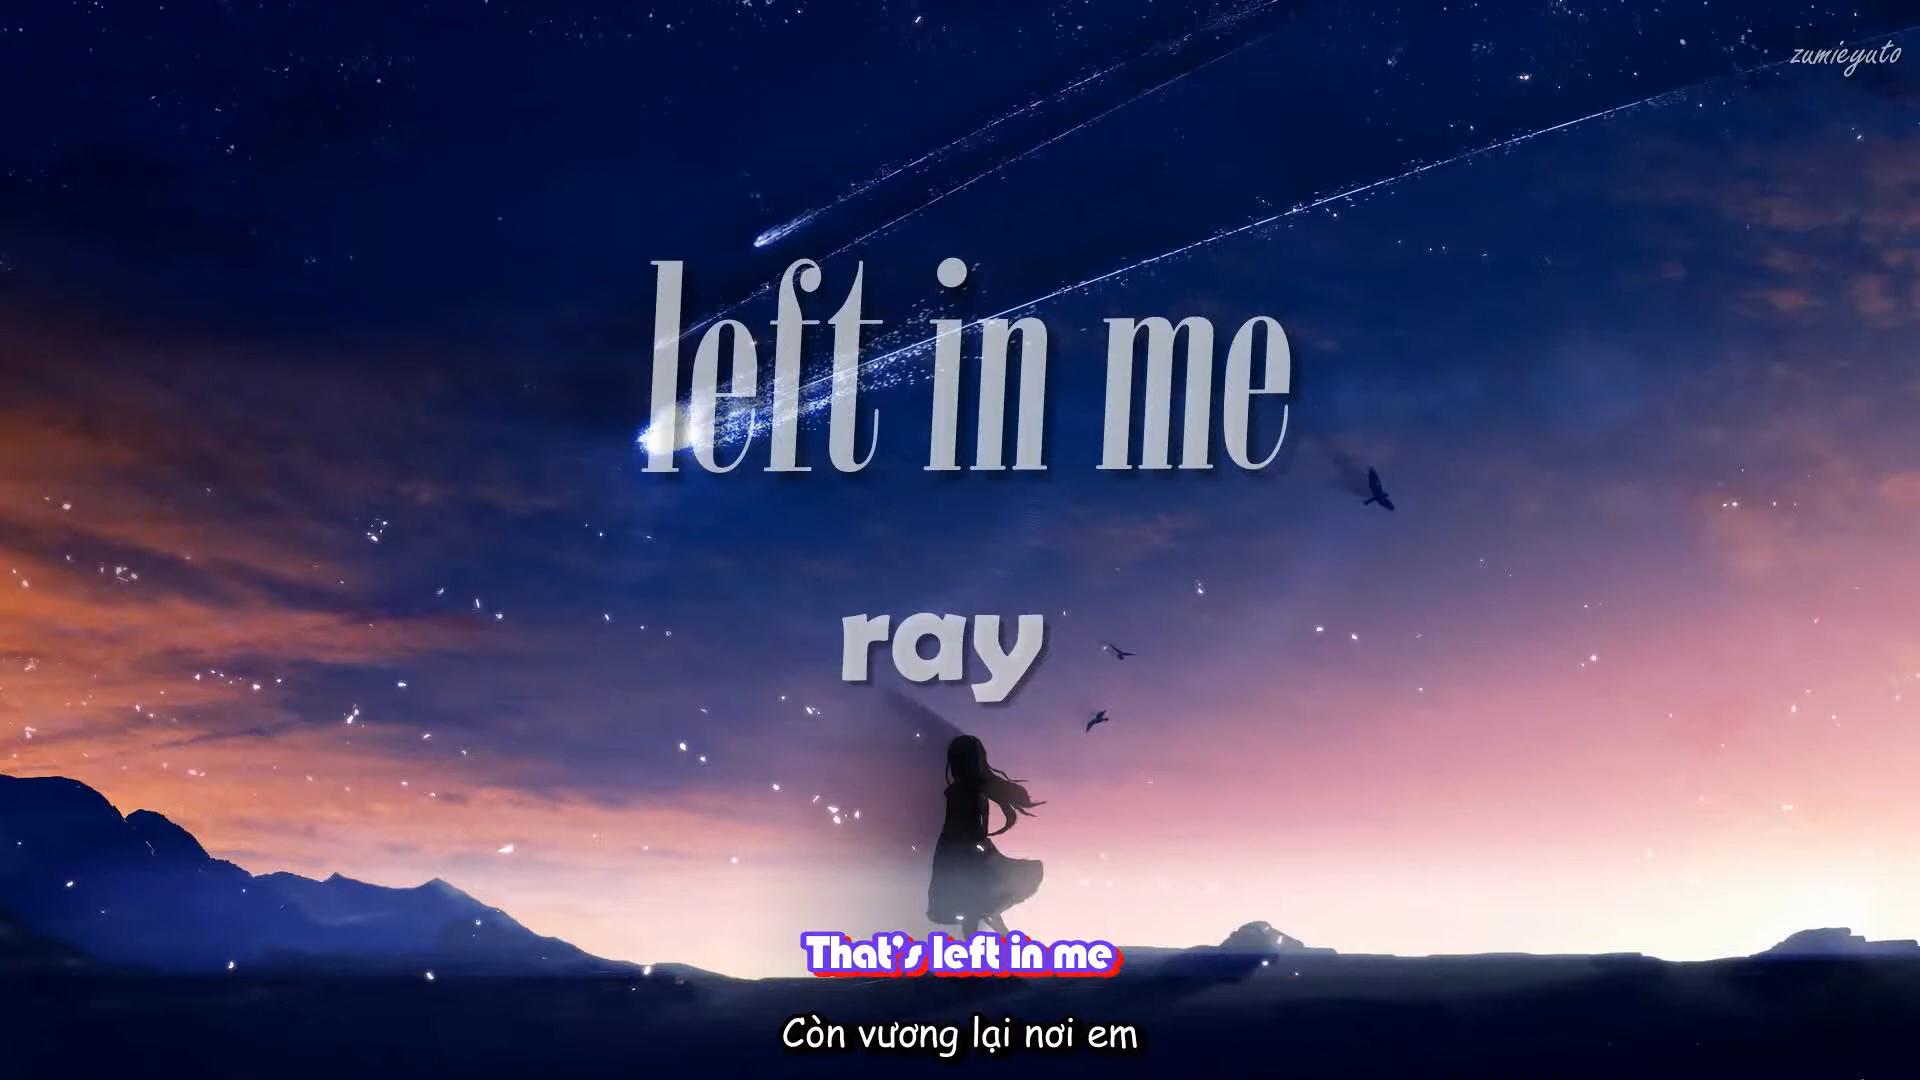 zumieyuto
left in me
ray
That's left in me
Còn vương lại nơi em